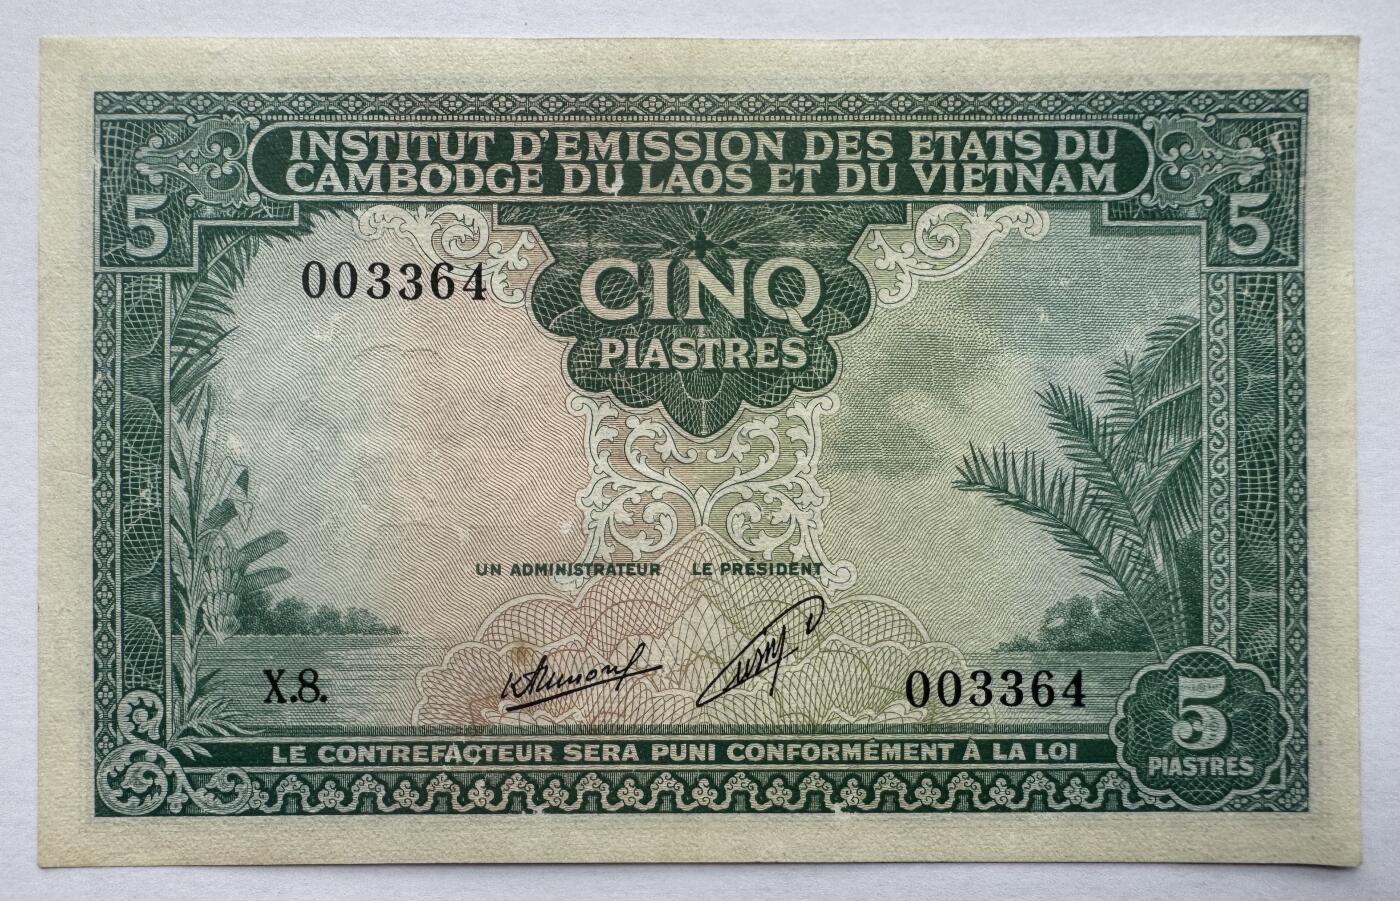 INSTITUT D'EMISSION DES ETATS DU
CAMBODGE DU LAOS ET DU VIETNAM
5
5
003364
CINQ
PIASTRES
UN ADMINISTRATEUR LE PRÉSIDENT
X.8.
003364
5
PIASTRES
LE CONTREFACTEUR SERA PUNI CONFORMÉMENT À LA LOI